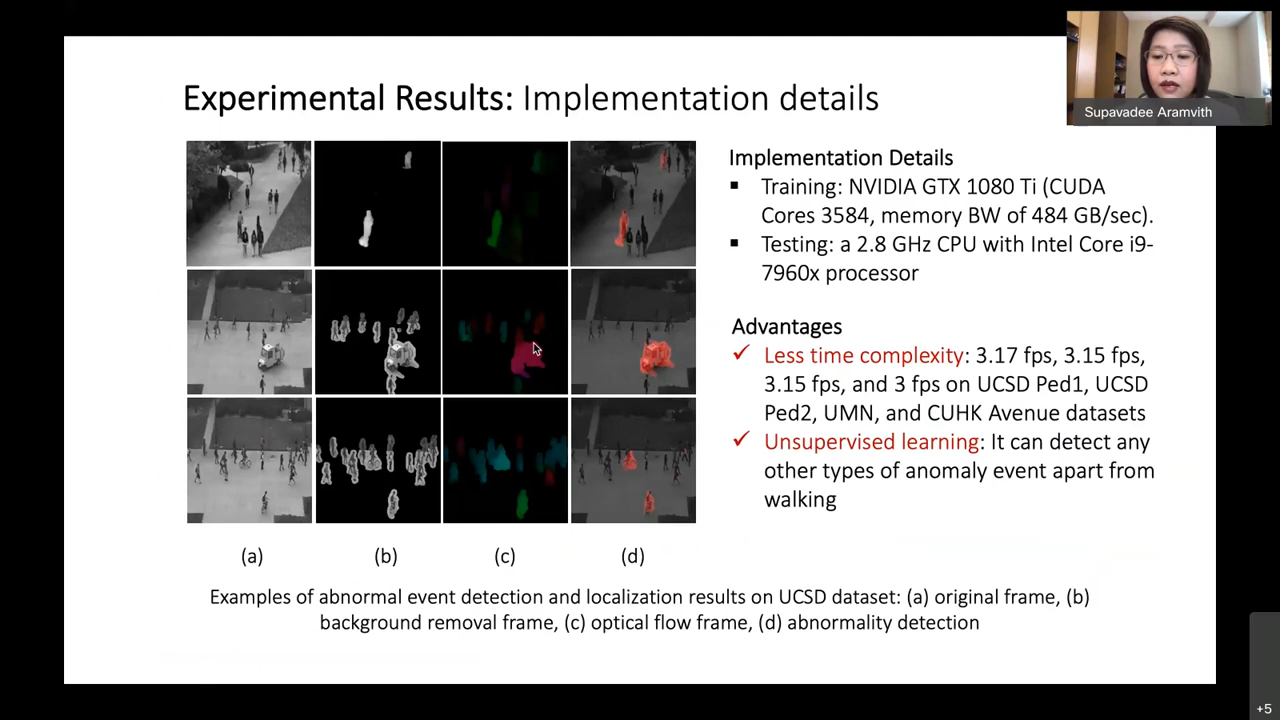 Experimental Results: Implementation details
Supavadee Aramvith
Implementation Details
▪ Training: NVIDIA GTX 1080 Ti (CUDA
Cores 3584, memory BW of 484 GB/sec).
▪ Testing: a 2.8 GHz CPU with Intel Core i9-
7960x processor
Advantages
✓ Less time complexity: 3.17 fps, 3.15 fps,
3.15 fps, and 3 fps on UCSD Ped1, UCSD
Ped2, UMN, and CUHK Avenue datasets
✓ Unsupervised learning: It can detect any
other types of anomaly event apart from
walking
(a) (b) (c) (d)
Examples of abnormal event detection and localization results on UCSD dataset: (a) original frame, (b)
background removal frame, (c) optical flow frame, (d) abnormality detection
+5